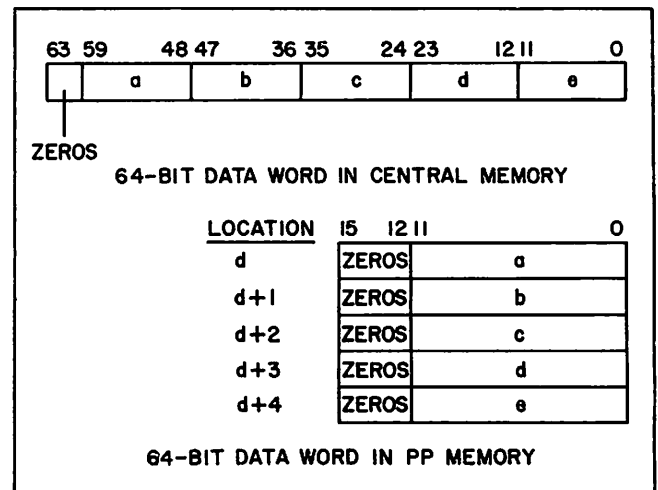 63 59 48 47 36 35 24 23 12 11 0
a b c d e
ZEROS
64-BIT DATA WORD IN CENTRAL MEMORY
LOCATION 15 12 11 0
d ZEROS a
d+1 ZEROS b
d+2 ZEROS c
d+3 ZEROS d
d+4 ZEROS e
64-BIT DATA WORD IN PP MEMORY